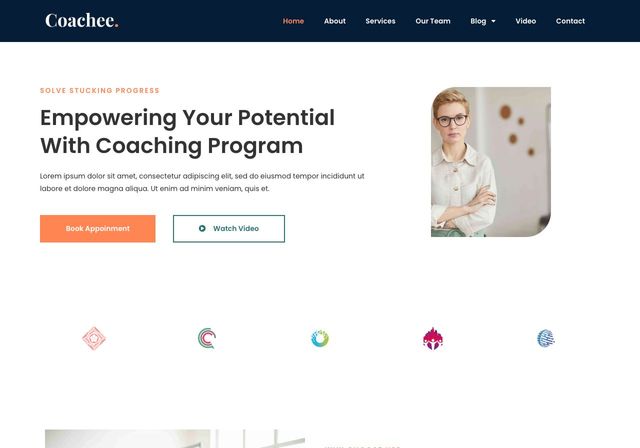 Coachee.
Home About Services Our Team Blog Video Contact
SOLVE STUCKING PROGRESS
Empowering Your Potential
With Coaching Program
Lorem ipsum dolor sit amet, consectetur adipiscing elit, sed do eiusmod tempor incididunt ut
labore et dolore magna aliqua. Ut enim ad minim veniam, quis et.
Book Appoinment Watch Video